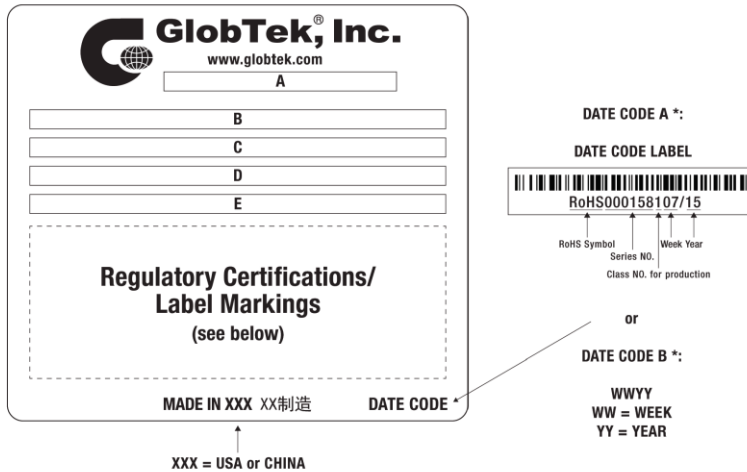 GlobTek,® Inc.
www.globtek.com
A
B
C
D
E
Regulatory Certifications/
Label Markings
(see below)
MADE IN XXX XX制造 DATE CODE
XXX = USA or CHINA
DATE CODE A *:
DATE CODE LABEL
RoHS000158107/15
RoHS Symbol
Series NO.
Week Year
Class NO. for production
or
DATE CODE B *:
WWYY
WW = WEEK
YY = YEAR